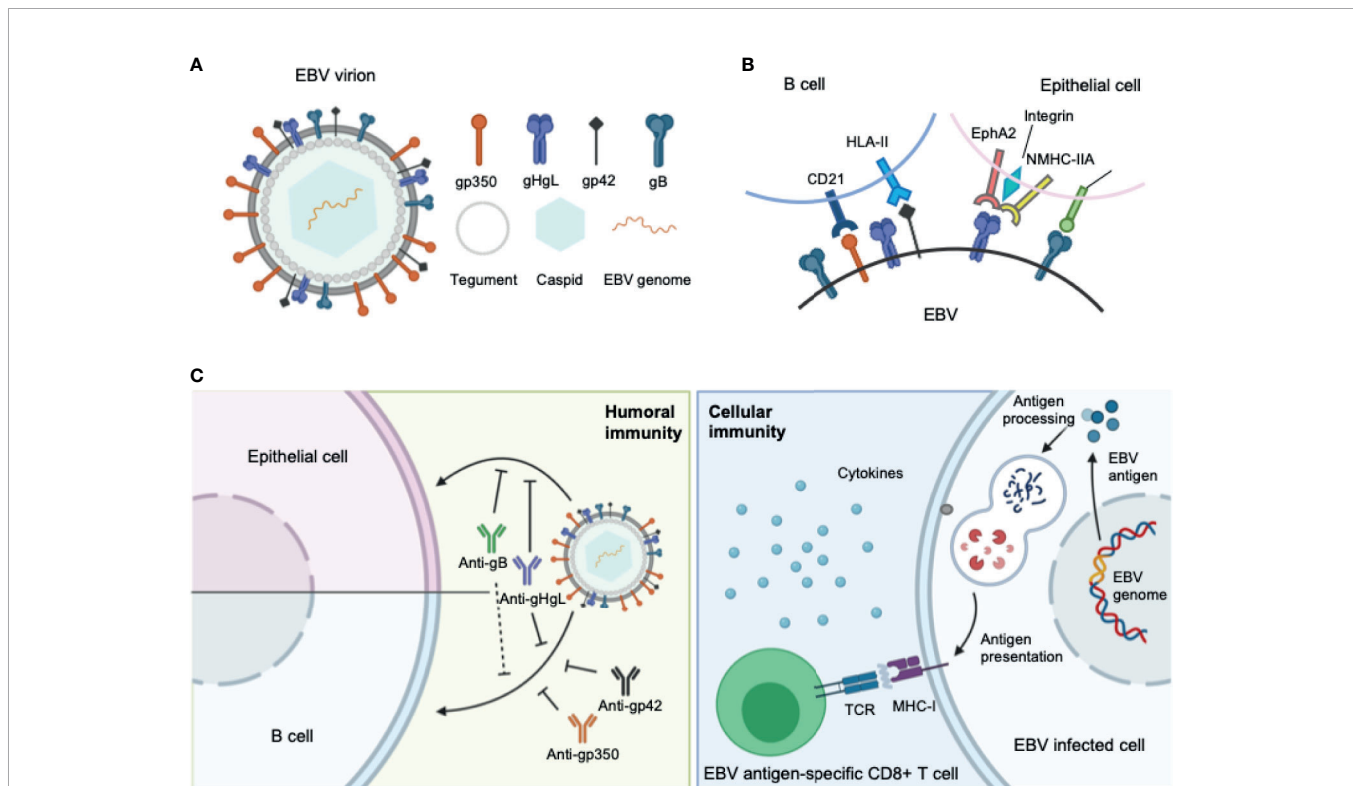 A
EBV virion
gp350
gHgL
gp42
gB
Tegument
Caspid
EBV genome
B
B cell
Epithelial cell
Integrin
EphA2
HLA-II
NMHC-IIA
CD21
EBV
C
Epithelial cell
Humoral
immunity
Anti-gB
Anti-gHgL
Anti-gp42
Anti-gp350
B cell
Cellular
immunity
Cytokines
Antigen
processing
EBV
antigen
EBV
genome
Antigen
presentation
TCR
MHC-I
EBV infected cell
EBV antigen-specific CD8+ T cell